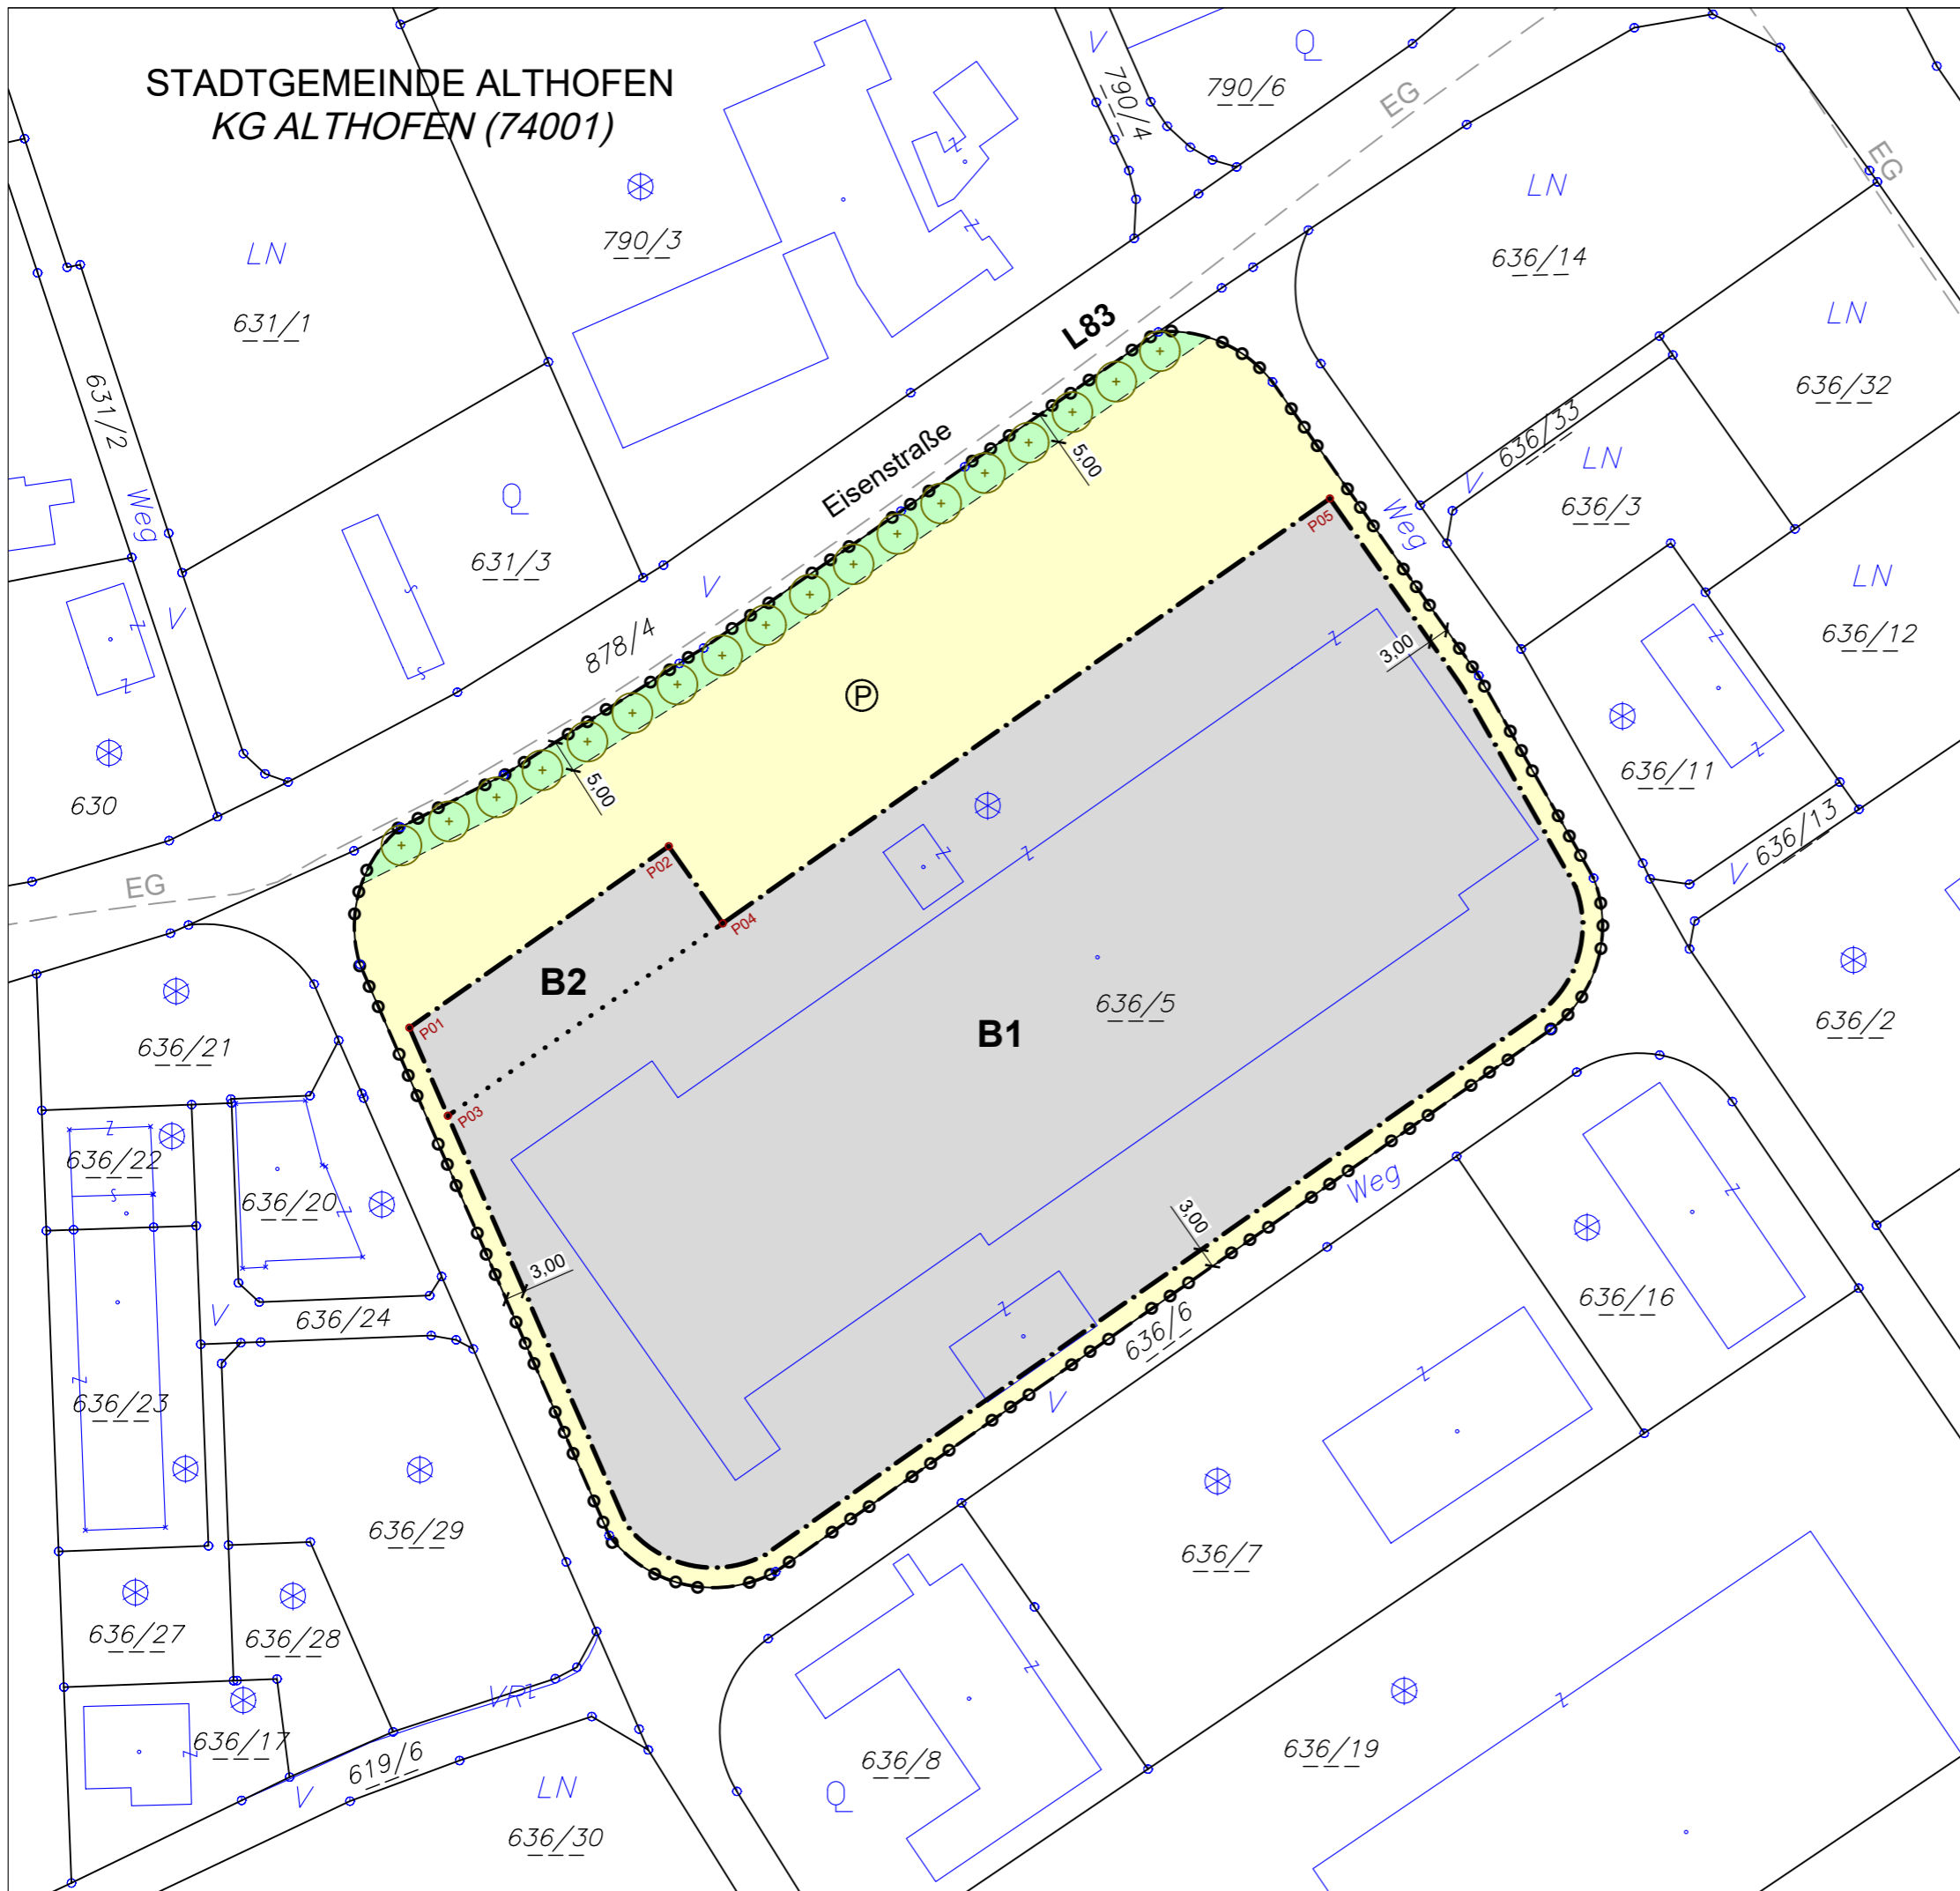 STADTGEMEINDE ALTHOFEN
KG ALTHOFEN (74001)
V
790/4
Q
790/6
EG
EG
LN
636/14
790/3
LN
631/1
L83
LN
636/32
631/2
Weg
Eisenstraße
5,00
V
636/33
LN
636/3
Weg
P05
Q
631/3
V
878/4
V
LN
636/12
3,00
P
636/11
630
5,00
V
636/13
EG
P02
P04
B2
636/5
B1
636/2
P01
P03
636/21
636/22
636/20
Weg
3,00
3,00
636/16
V
636/24
636/6
V
636/23
636/29
636/7
636/27
636/28
VR
636/17
619/6
V
LN
636/30
Q
636/8
636/19